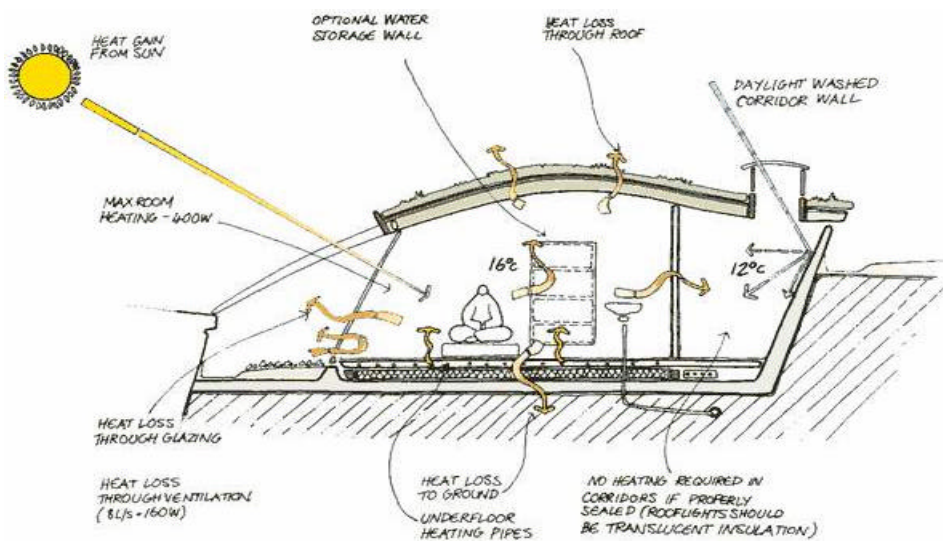 OPTIONAL WATER
STORAGE WALL
HEAT LOSS
THROUGH ROOF
HEAT GAIN
FROM SUN
DAYLIGHT WASHED
CORRIDOR WALL
MAX ROOM
HEATING - 400W
16°C
12°C
HEAT LOSS
THROUGH GLAZING
HEAT LOSS
THROUGH VENTILATION
(8L/s = 160W)
HEAT LOSS
TO GROUND
UNDERFLOOR
HEATING PIPES
NO HEATING REQUIRED IN
CORRIDORS IF PROPERLY
SEALED (ROOFLIGHTS SHOULD
BE TRANSLUCENT INSULATION)